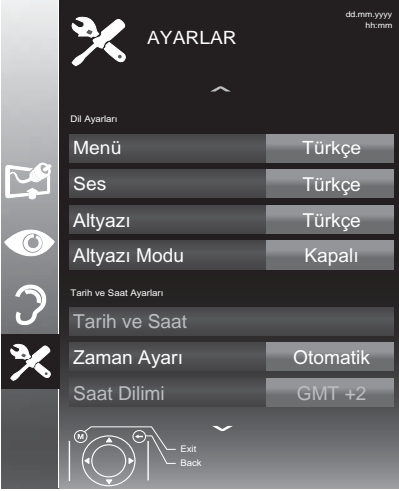 AYARLAR
dd.mm.yyyy
hh:mm
Dil Ayarları
Menü Türkçe
Ses Türkçe
Altyazı Türkçe
Altyazı Modu Kapalı
Tarih ve Saat Ayarları
Tarih ve Saat
Zaman Ayarı Otomatik
Saat Dilimi GMT +2
M
Exit
Back